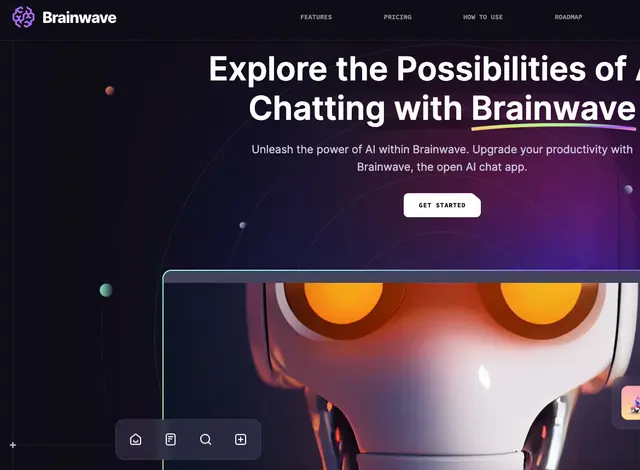 Brainwave
FEATURES
PRICING
HOW TO USE
ROADMAP
Explore the Possibilities of
Chatting with Brainwave
Unleash the power of AI within Brainwave. Upgrade your productivity with
Brainwave, the open AI chat app.
GET STARTED